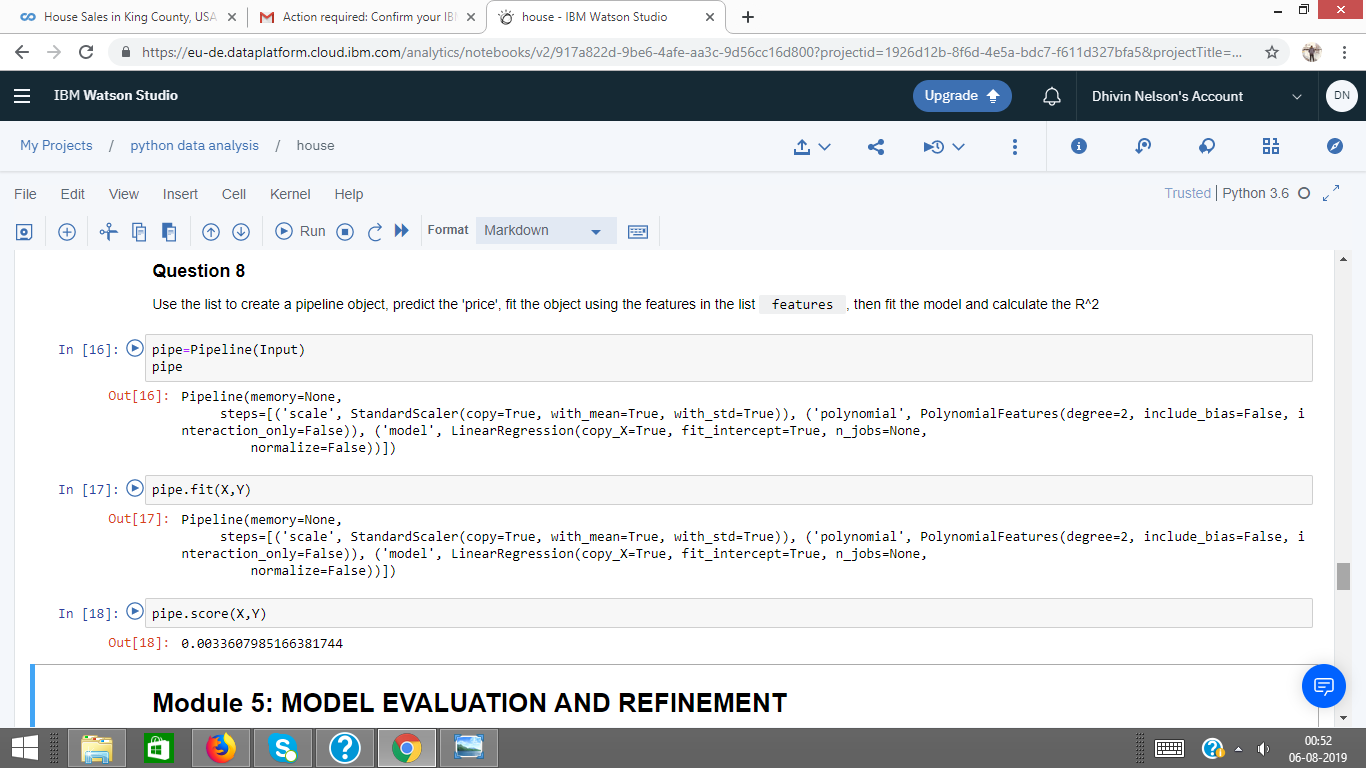 House Sales in King County, USA
Action required: Confirm your IBM
house - IBM Watson Studio
https://eu-de.dataplatform.cloud.ibm.com/analytics/notebooks/v2/917a822d-9be6-4afe-aa3c-9d56cc16d800?projectid=1926d12b-8f6d-4e5a-bdc7-f611d327bfa5&projectTitle=...
IBM Watson Studio
Upgrade
Dhivin Nelson's Account
DN
My Projects / python data analysis / house
File Edit View Insert Cell Kernel Help
Trusted | Python 3.6
Run
Format
Markdown
Question 8
Use the list to create a pipeline object, predict the 'price', fit the object using the features in the list features , then fit the model and calculate the R^2
In [16]: pipe=Pipeline(Input)
pipe
Out[16]: Pipeline(memory=None,
steps=[('scale', StandardScaler(copy=True, with_mean=True, with_std=True)), ('polynomial', PolynomialFeatures(degree=2, include_bias=False, i
nteraction_only=False)), ('model', LinearRegression(copy_X=True, fit_intercept=True, n_jobs=None,
normalize=False))])
In [17]: pipe.fit(X,Y)
Out[17]: Pipeline(memory=None,
steps=[('scale', StandardScaler(copy=True, with_mean=True, with_std=True)), ('polynomial', PolynomialFeatures(degree=2, include_bias=False, i
nteraction_only=False)), ('model', LinearRegression(copy_X=True, fit_intercept=True, n_jobs=None,
normalize=False))])
In [18]: pipe.score(X,Y)
Out[18]: 0.0033607985166381744
Module 5: MODEL EVALUATION AND REFINEMENT
00:52
06-08-2019